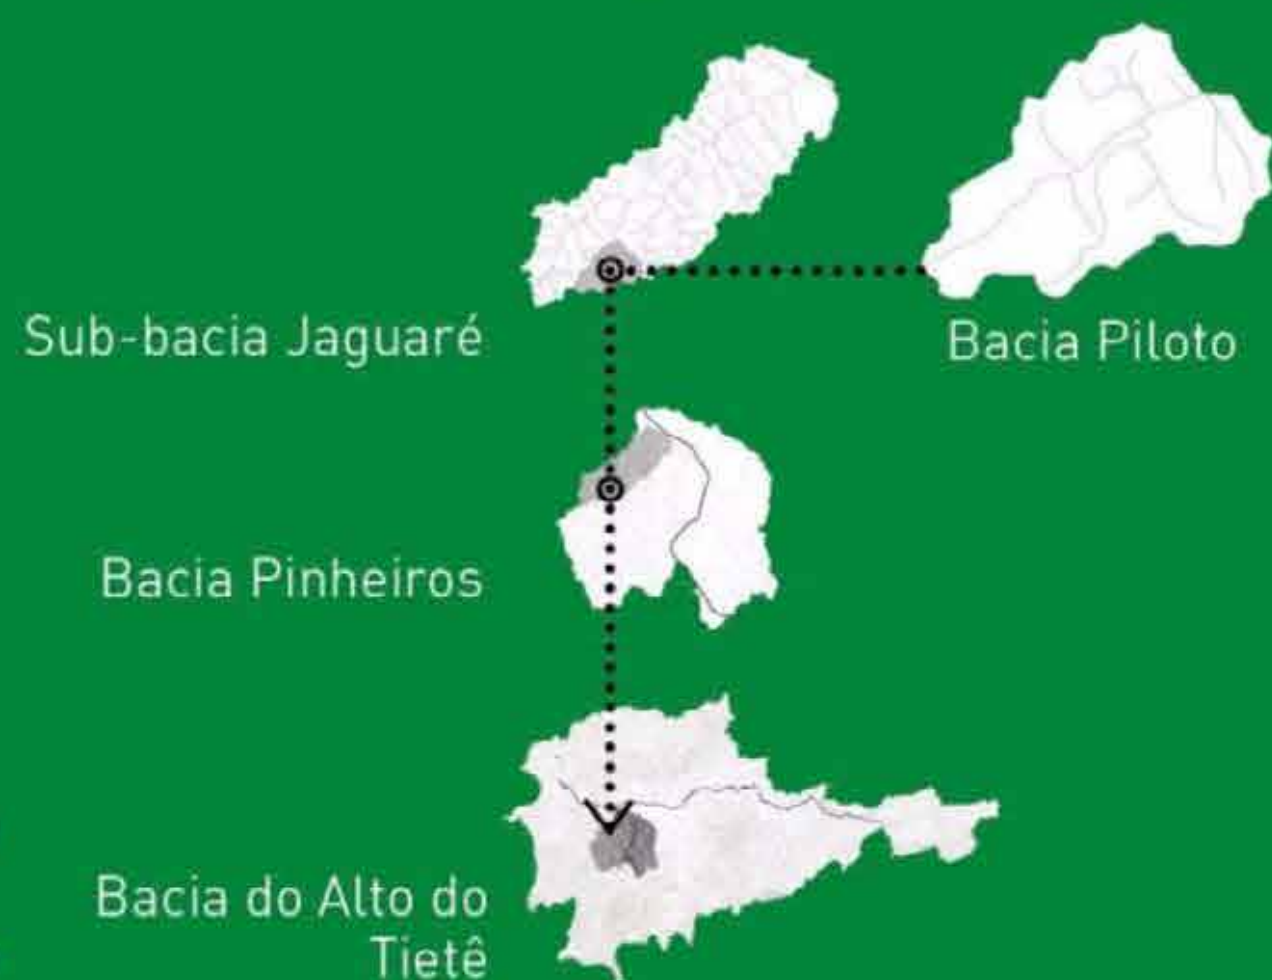 Sub-bacia Jaguaré
Bacia Piloto
Bacia Pinheiros
Bacia do Alto do
Tietê